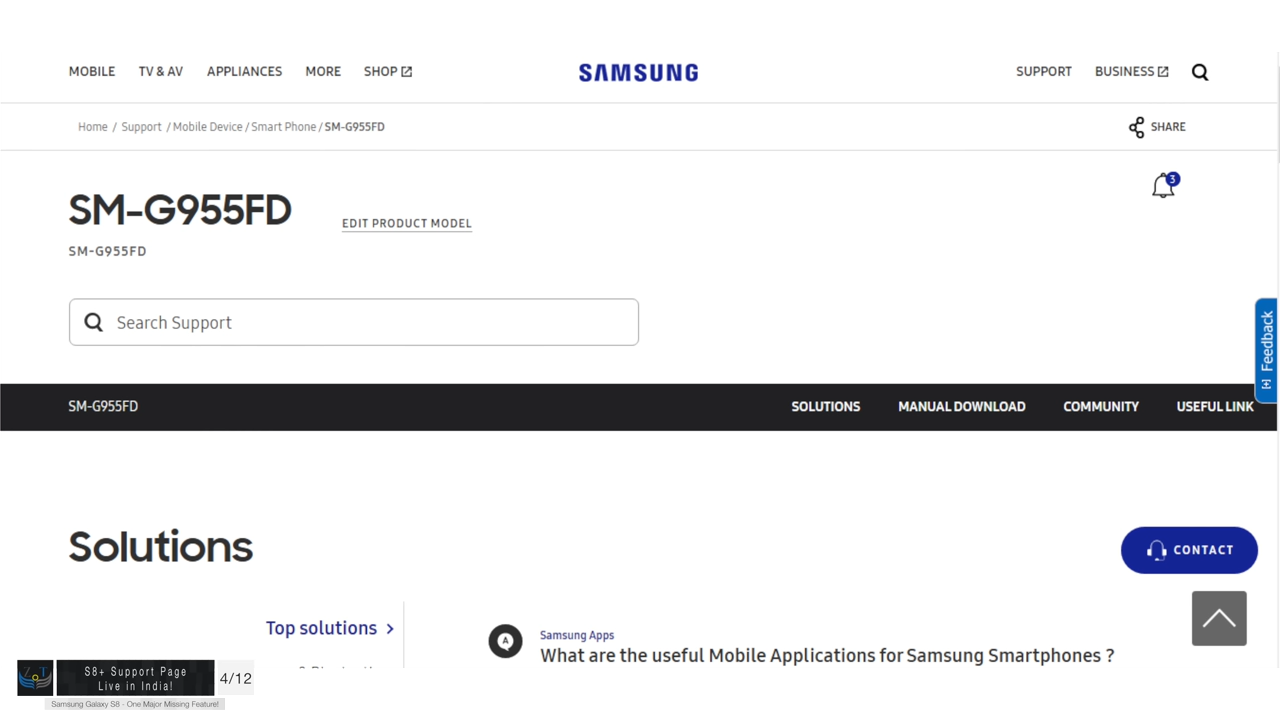 MOBILE TV & AV APPLIANCES MORE SHOP SAMSUNG SUPPORT BUSINESS
Home / Support / Mobile Device / Smart Phone / SM-G955FD SHARE
3
SM-G955FD EDIT PRODUCT MODEL
SM-G955FD
Search Support
Feedback
SM-G955FD SOLUTIONS MANUAL DOWNLOAD COMMUNITY USEFUL LINK
Solutions
CONTACT
Top solutions
A
Samsung Apps
What are the useful Mobile Applications for Samsung Smartphones ?
S8+ Support Page
Live in India!
4/12
Samsung Galaxy S8 - One Major Missing Feature!